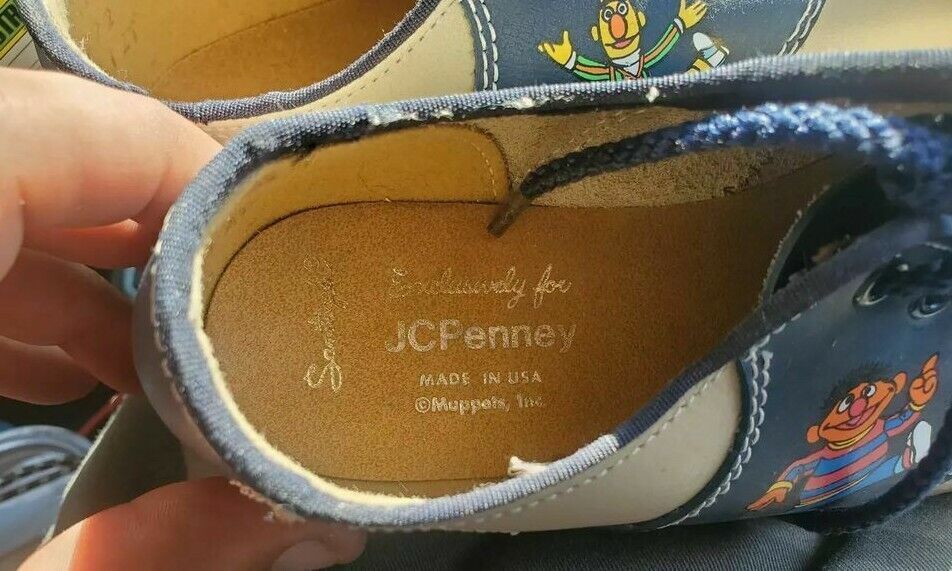 Exclusively for
JCPenney
MADE IN USA
©Muppets, Inc.